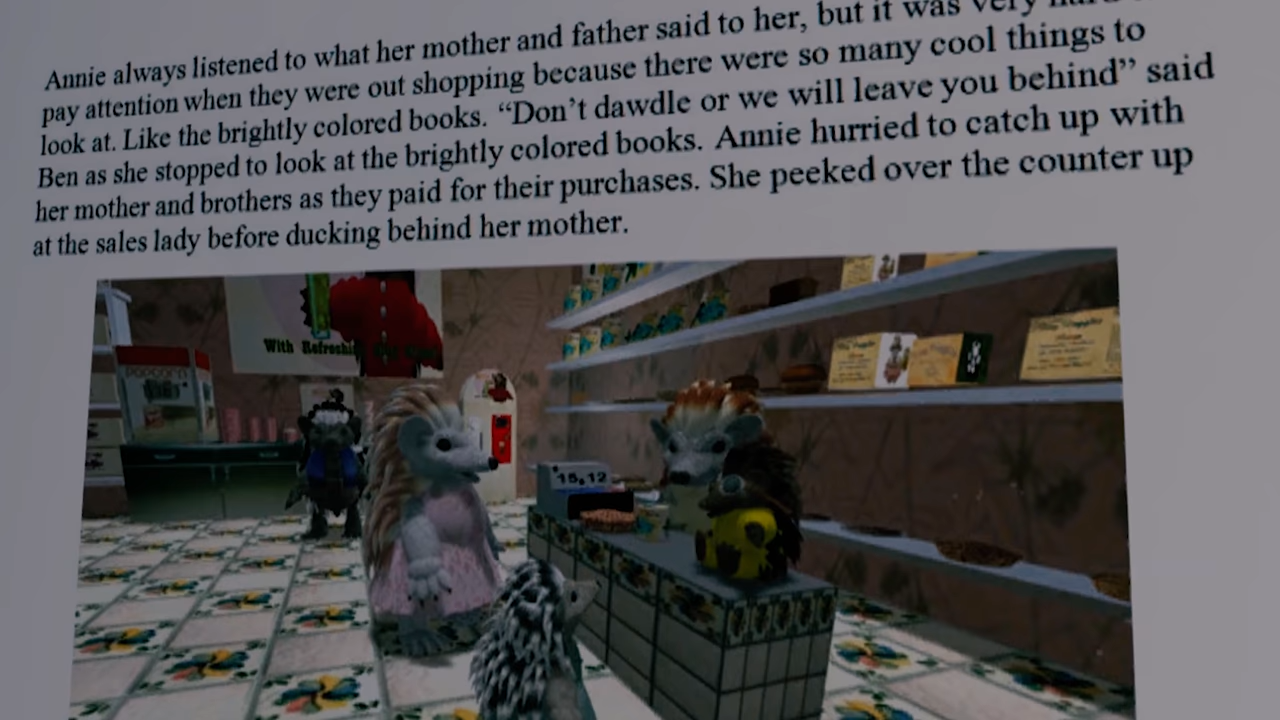 Annie always listened to what her mother and father said to her, but it was very
pay attention when they were out shopping because there were so many cool things to
look at. Like the brightly colored books. “Don’t dawdle or we will leave you behind” said
Ben as she stopped to look at the brightly colored books. Annie hurried to catch up with
her mother and brothers as they paid for their purchases. She peeked over the counter up
at the sales lady before ducking behind her mother.
With
POPCORN
15.12